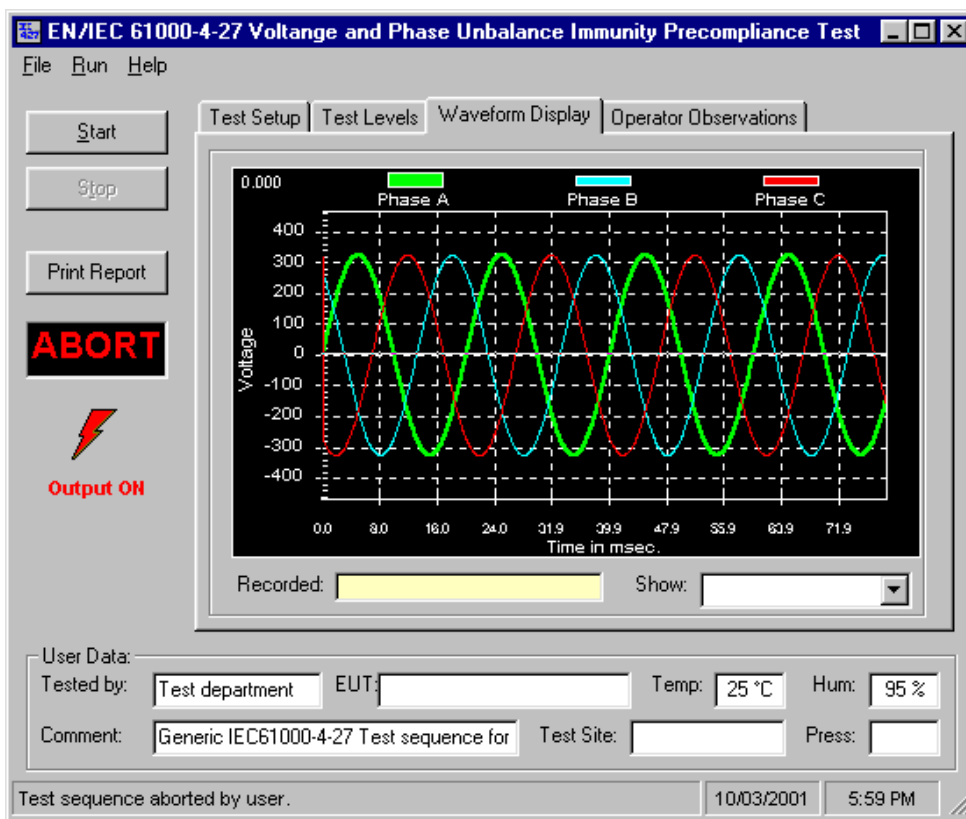 EN/IEC 61000-4-27 Voltange and Phase Unbalance Immunity Precompliance Test
File Run Help
Start
Stop
Print Report
ABORT
Output ON
Test Setup Test Levels Waveform Display Operator Observations
0.000
Phase A Phase B Phase C
400
300
200
100
0
-100
-200
-300
-400
Voltage
0.0 8.0 16.0 24.0 31.9 39.9 47.9 55.9 63.9 71.9
Time in msec.
Recorded: Show:
User Data:
Tested by: Test department EUT: Temp: 25 °C Hum: 95 %
Comment: Generic IEC61000-4-27 Test sequence for Test Site: Press:
Test sequence aborted by user. 10/03/2001 5:59 PM